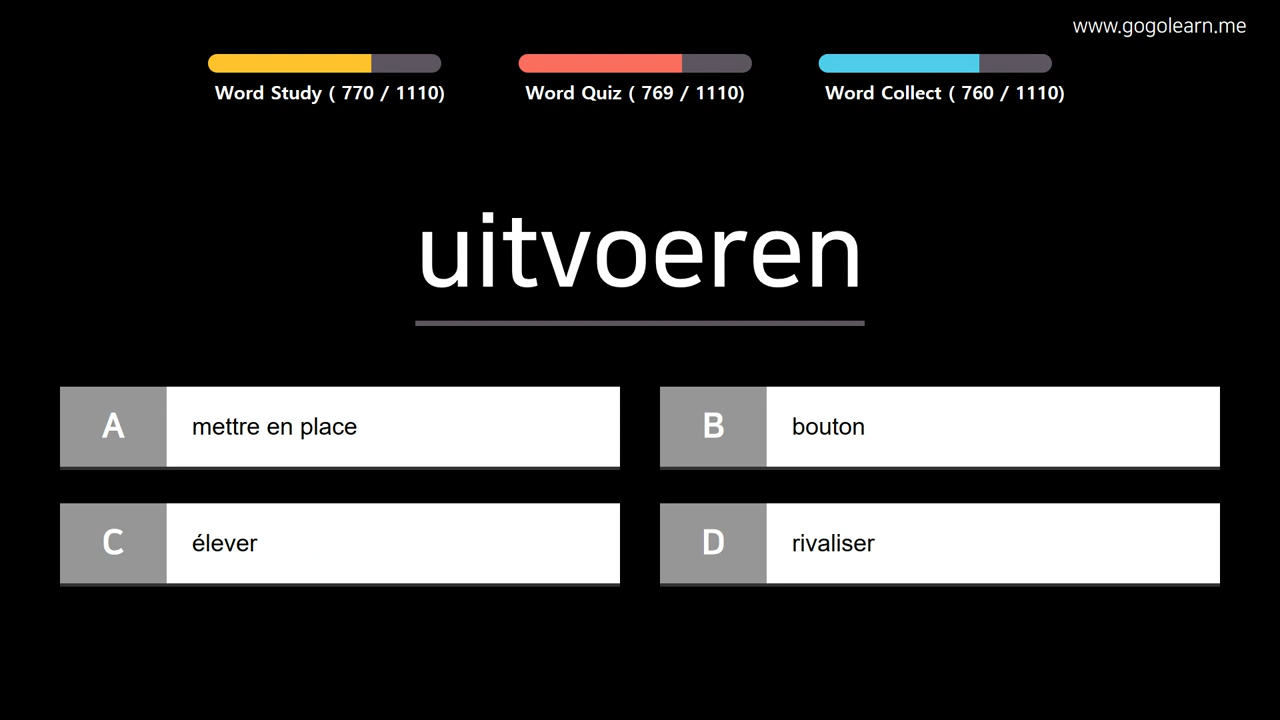 www.gogolearn.me
Word Study ( 770 / 1110)
Word Quiz ( 769 / 1110)
Word Collect ( 760 / 1110)
uitvoeren
A mettre en place
B bouton
C élever
D rivaliser